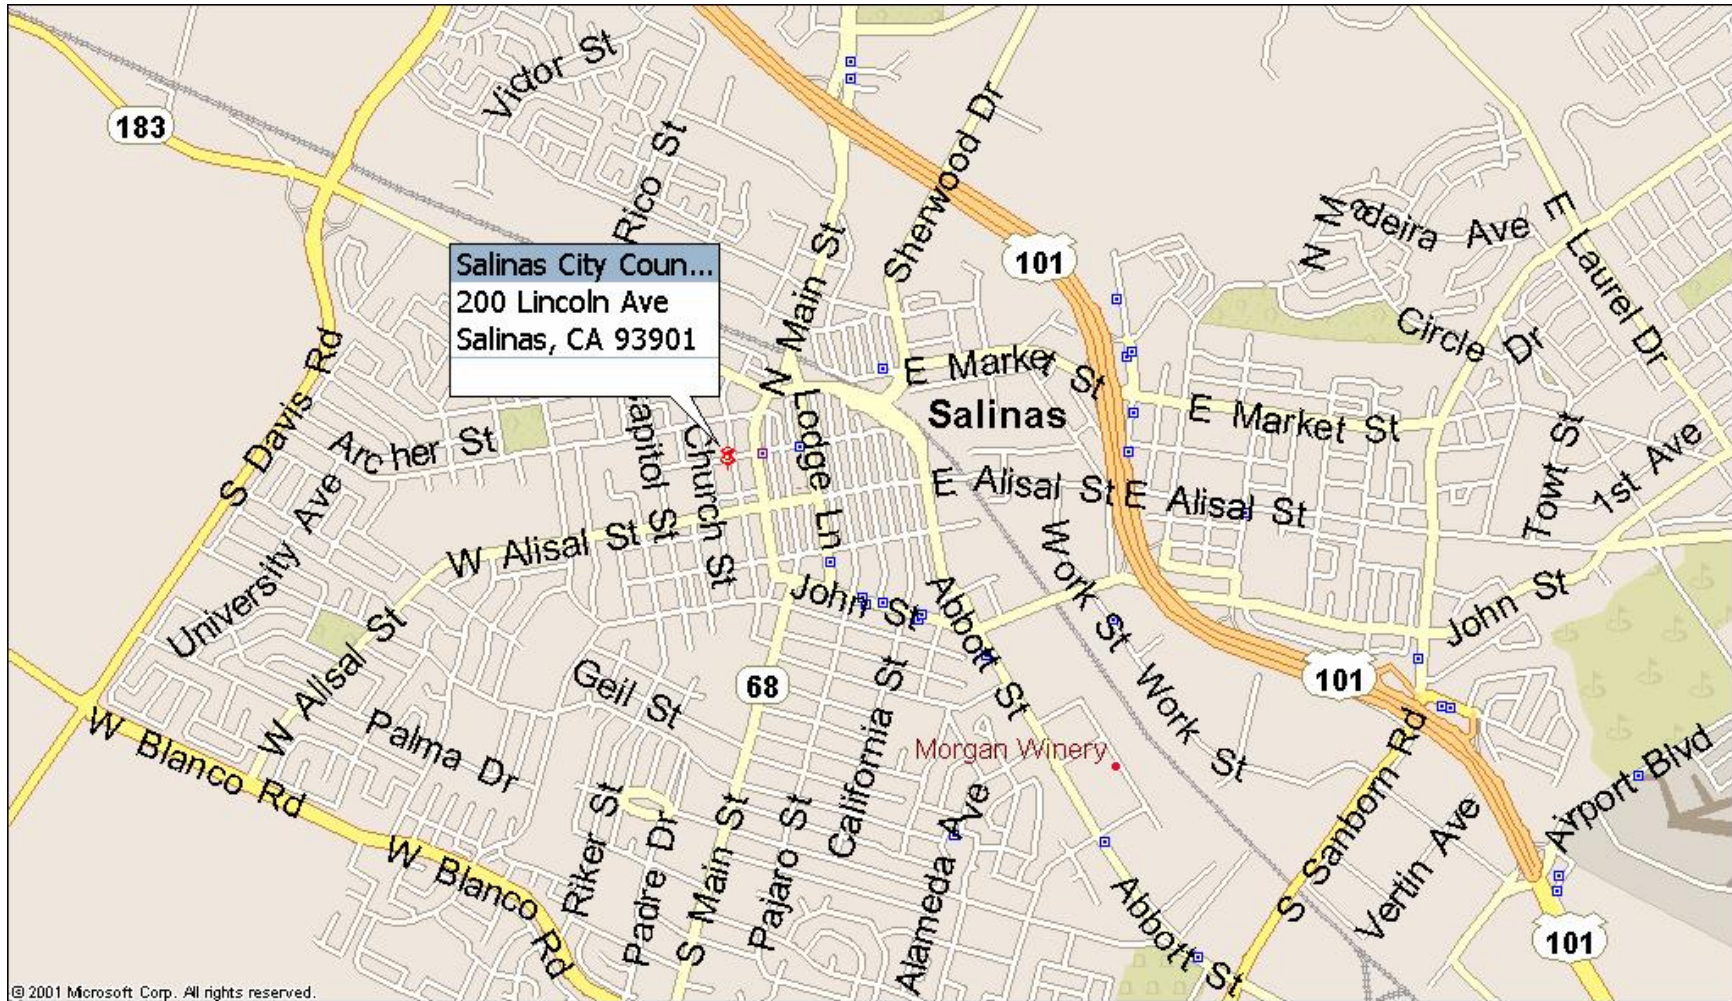 Victor St
183
Rico St
Sherwood Dr
N Madeira Ave
E Laurel Dr
101
Salinas City Coun...
200 Lincoln Ave
Salinas, CA 93901
N Main St
Circle Dr
E Market St
Salinas
E Market St
S Davis Rd
Archer St
Capitol St
Church St
Lodge Ln
Towt St
1st Ave
E Alisal St
E Alisal St
University Ave
W Alisal St
John St
Abbott St
Work St
John St
W Alisal St
Geil St
68
101
Work St
California St
W Blanco Rd
Palma Dr
Morgan Winery
S Sanborn Rd
Airport Blvd
Riker St
Padre Dr
S Main St
Pajaro St
Alameda Ave
Vertin Ave
W Blanco Rd
Abbott St
101
© 2001 Microsoft Corp. All rights reserved.